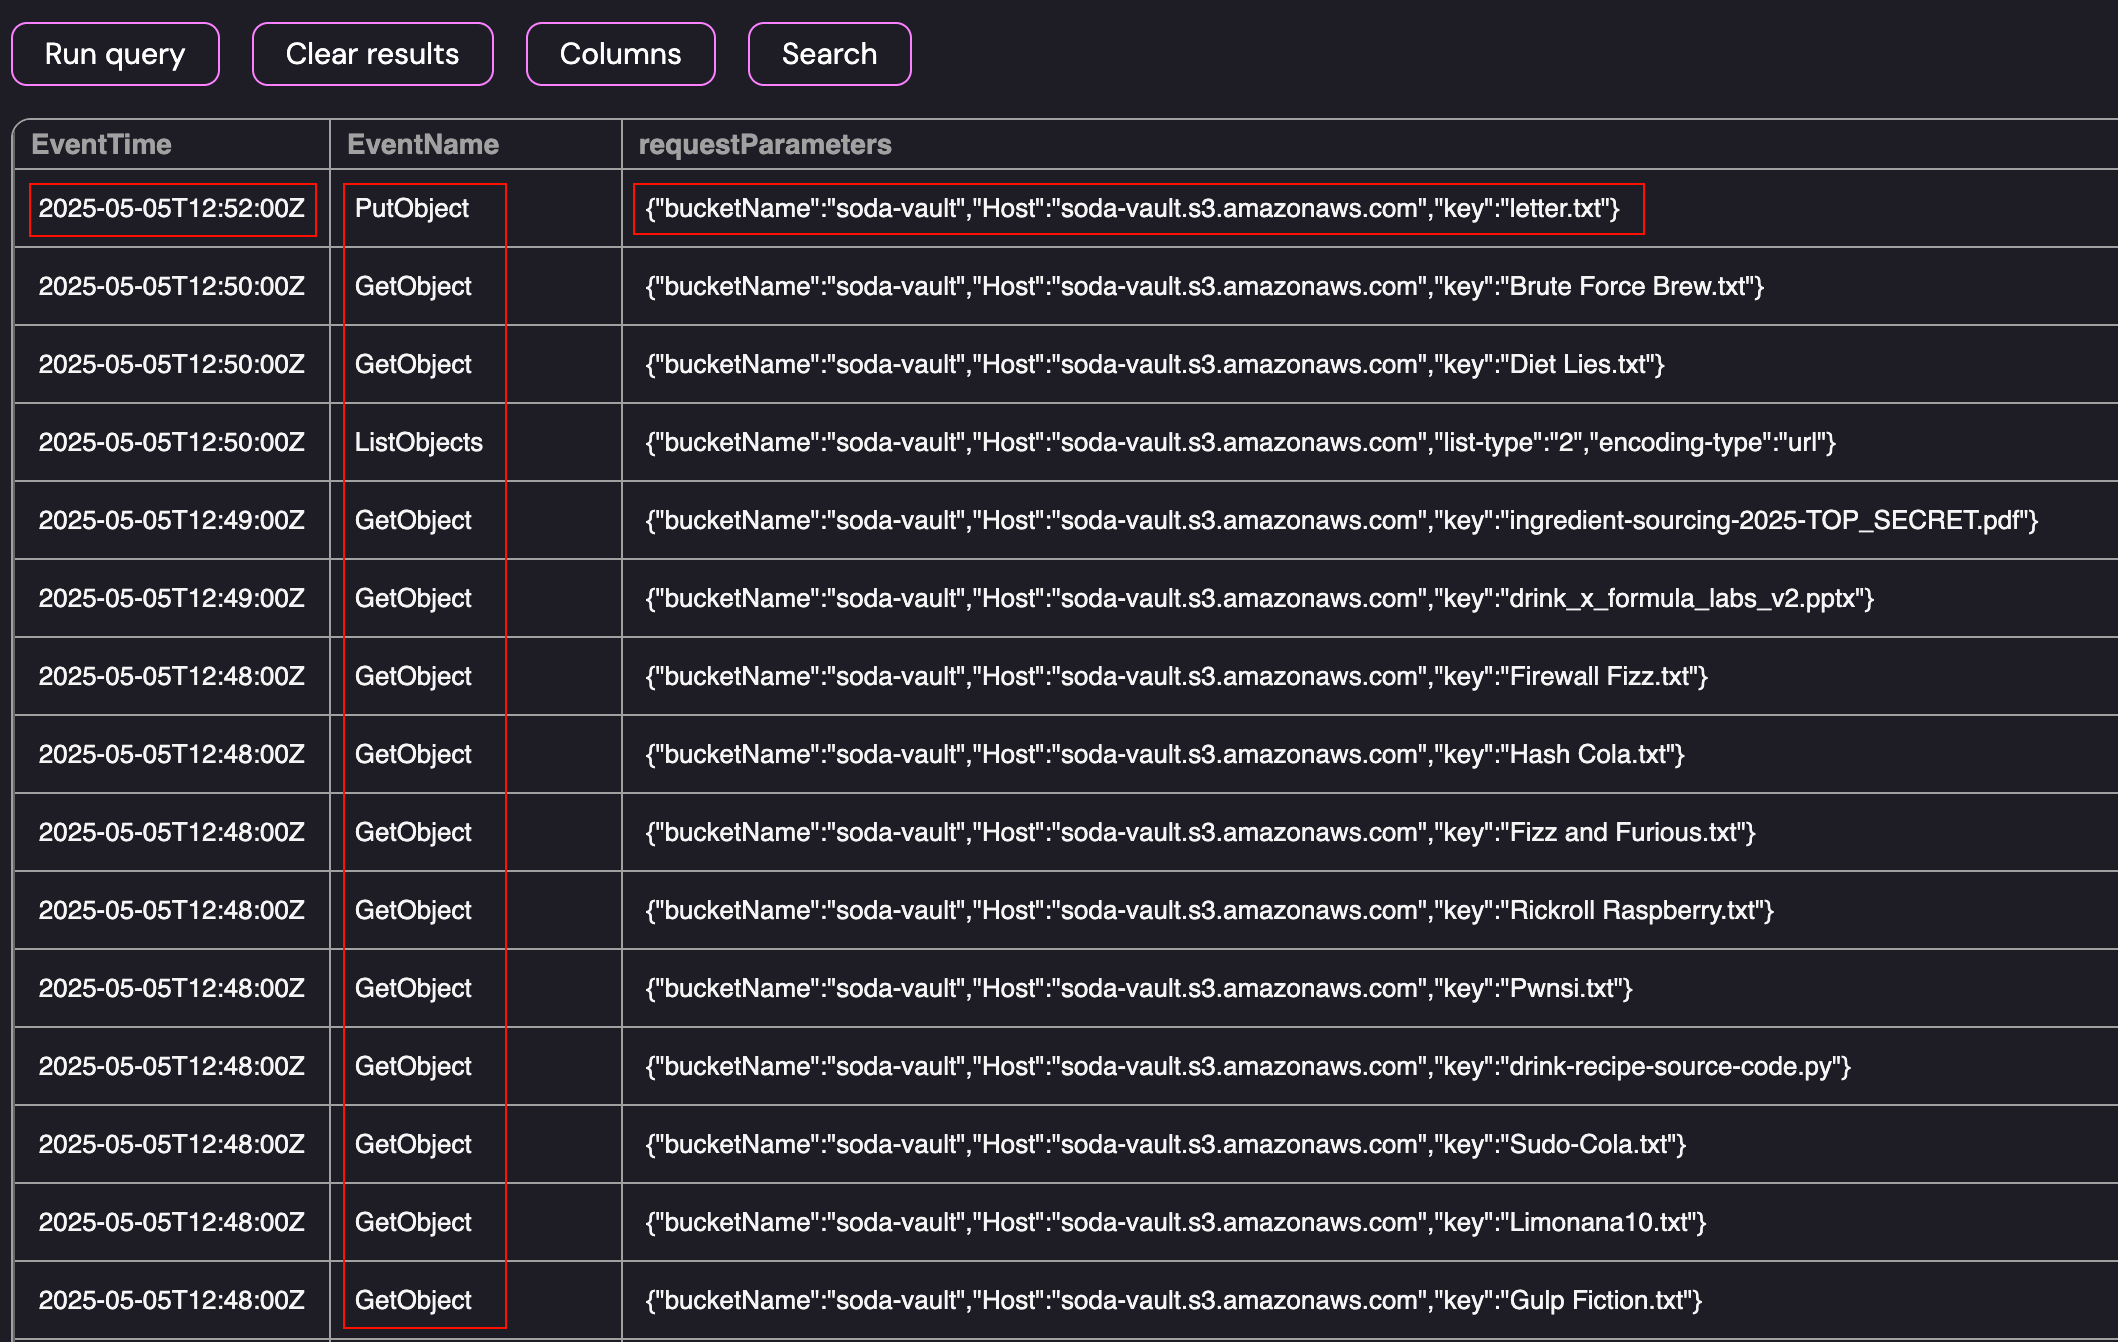 Run query Clear results Columns Search
EventTime EventName requestParameters
2025-05-05T12:52:00Z PutObject {"bucketName":"soda-vault","Host":"soda-vault.s3.amazonaws.com","key":"letter.txt"}
2025-05-05T12:50:00Z GetObject {"bucketName":"soda-vault","Host":"soda-vault.s3.amazonaws.com","key":"Brute Force Brew.txt"}
2025-05-05T12:50:00Z GetObject {"bucketName":"soda-vault","Host":"soda-vault.s3.amazonaws.com","key":"Diet Lies.txt"}
2025-05-05T12:50:00Z ListObjects {"bucketName":"soda-vault","Host":"soda-vault.s3.amazonaws.com","list-type":"2","encoding-type":"url"}
2025-05-05T12:49:00Z GetObject {"bucketName":"soda-vault","Host":"soda-vault.s3.amazonaws.com","key":"ingredient-sourcing-2025-TOP_SECRET.pdf"}
2025-05-05T12:49:00Z GetObject {"bucketName":"soda-vault","Host":"soda-vault.s3.amazonaws.com","key":"drink_x_formula_labs_v2.pptx"}
2025-05-05T12:48:00Z GetObject {"bucketName":"soda-vault","Host":"soda-vault.s3.amazonaws.com","key":"Firewall Fizz.txt"}
2025-05-05T12:48:00Z GetObject {"bucketName":"soda-vault","Host":"soda-vault.s3.amazonaws.com","key":"Hash Cola.txt"}
2025-05-05T12:48:00Z GetObject {"bucketName":"soda-vault","Host":"soda-vault.s3.amazonaws.com","key":"Fizz and Furious.txt"}
2025-05-05T12:48:00Z GetObject {"bucketName":"soda-vault","Host":"soda-vault.s3.amazonaws.com","key":"Rickroll Raspberry.txt"}
2025-05-05T12:48:00Z GetObject {"bucketName":"soda-vault","Host":"soda-vault.s3.amazonaws.com","key":"Pwnsi.txt"}
2025-05-05T12:48:00Z GetObject {"bucketName":"soda-vault","Host":"soda-vault.s3.amazonaws.com","key":"drink-recipe-source-code.py"}
2025-05-05T12:48:00Z GetObject {"bucketName":"soda-vault","Host":"soda-vault.s3.amazonaws.com","key":"Sudo-Cola.txt"}
2025-05-05T12:48:00Z GetObject {"bucketName":"soda-vault","Host":"soda-vault.s3.amazonaws.com","key":"Limonana10.txt"}
2025-05-05T12:48:00Z GetObject {"bucketName":"soda-vault","Host":"soda-vault.s3.amazonaws.com","key":"Gulp Fiction.txt"}